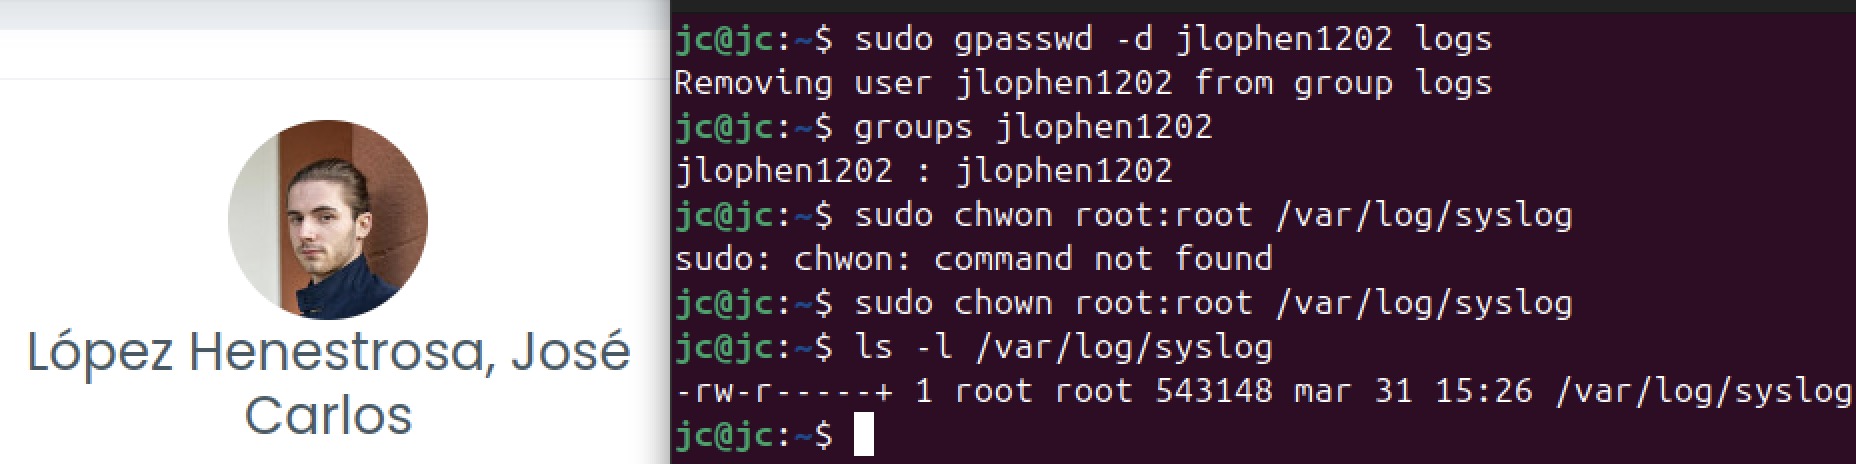 López Henestrosa, José
Carlos
jc@jc:~$ sudo gpasswd -d jlophen1202 logs
Removing user jlophen1202 from group logs
jc@jc:~$ groups jlophen1202
jlophen1202 : jlophen1202
jc@jc:~$ sudo chwon root:root /var/log/syslog
sudo: chwon: command not found
jc@jc:~$ sudo chown root:root /var/log/syslog
jc@jc:~$ ls -l /var/log/syslog
-rw-r-----+ 1 root root 543148 mar 31 15:26 /var/log/syslog
jc@jc:~$